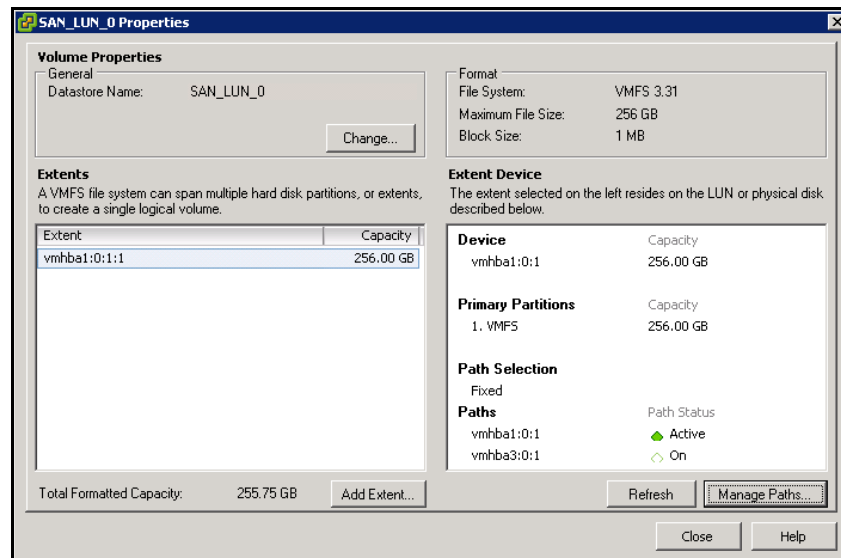 SAN_LUN_0 Properties
Volume Properties
General
Datastore Name: SAN_LUN_0
Change...
Format
File System: VMFS 3.31
Maximum File Size: 256 GB
Block Size: 1 MB
Extents
A VMFS file system can span multiple hard disk partitions, or extents,
to create a single logical volume.
Extent Capacity
vmhba1:0:1:1 256.00 GB
Total Formatted Capacity: 255.75 GB
Add Extent...
Extent Device
The extent selected on the left resides on the LUN or physical disk
described below.
Device Capacity
vmhba1:0:1 256.00 GB
Primary Partitions Capacity
1. VMFS 256.00 GB
Path Selection
Fixed
Paths Path Status
vmhba1:0:1 Active
vmhba3:0:1 On
Refresh Manage Paths...
Close Help